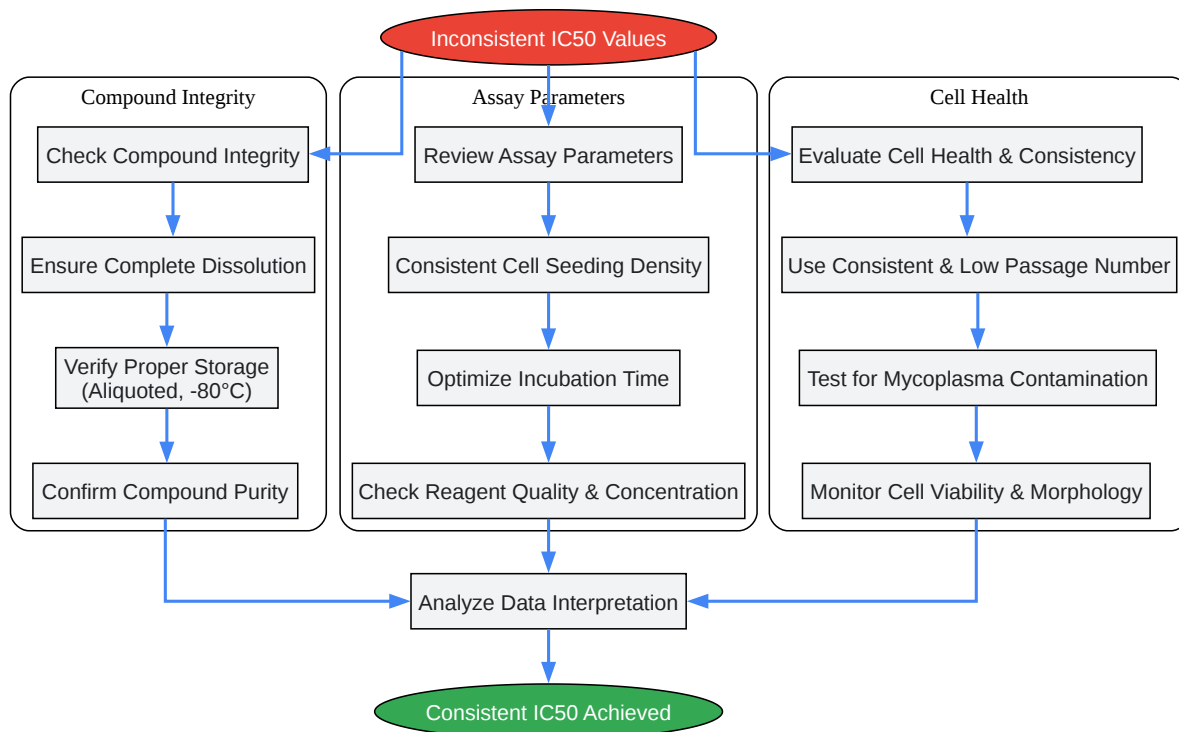 Inconsistent IC50 Values
Compound Integrity
Check Compound Integrity
Ensure Complete Dissolution
Verify Proper Storage
(Aliquoted, -80°C)
Confirm Compound Purity
Assay Parameters
Review Assay Parameters
Consistent Cell Seeding Density
Optimize Incubation Time
Check Reagent Quality & Concentration
Cell Health
Evaluate Cell Health & Consistency
Use Consistent & Low Passage Number
Test for Mycoplasma Contamination
Monitor Cell Viability & Morphology
Analyze Data Interpretation
Consistent IC50 Achieved